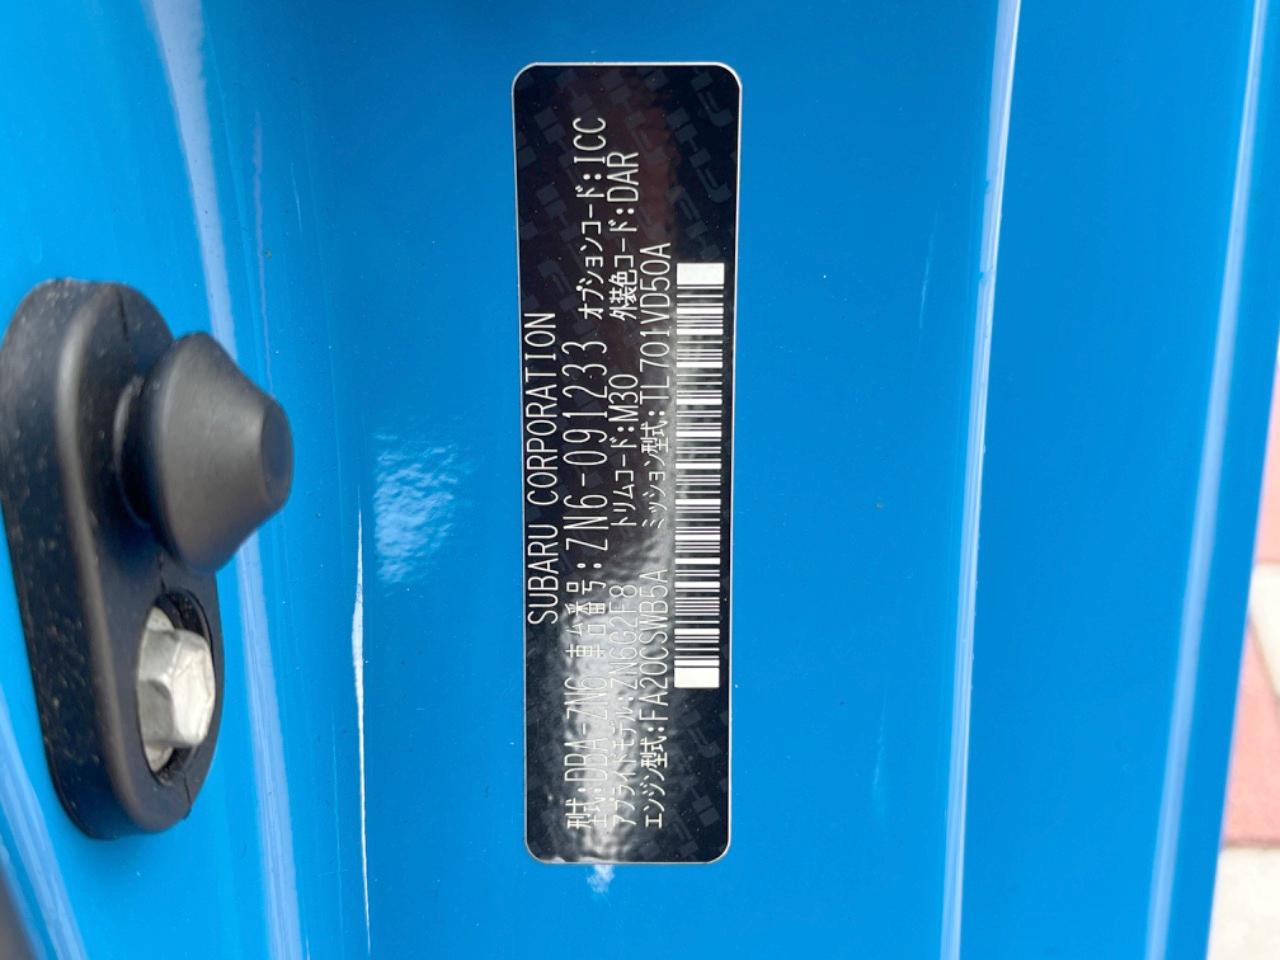 SUBARU CORPORATION
型式:DBA-ZN6 車台番号:ZN6-091233 オプションコード:ICC
アプライドモデル:ZN6G2E8 トリムコード:M30 外装色コード:DAR
エンジン型式:FA20CSWB5A ミッション型式:TL701VD50A